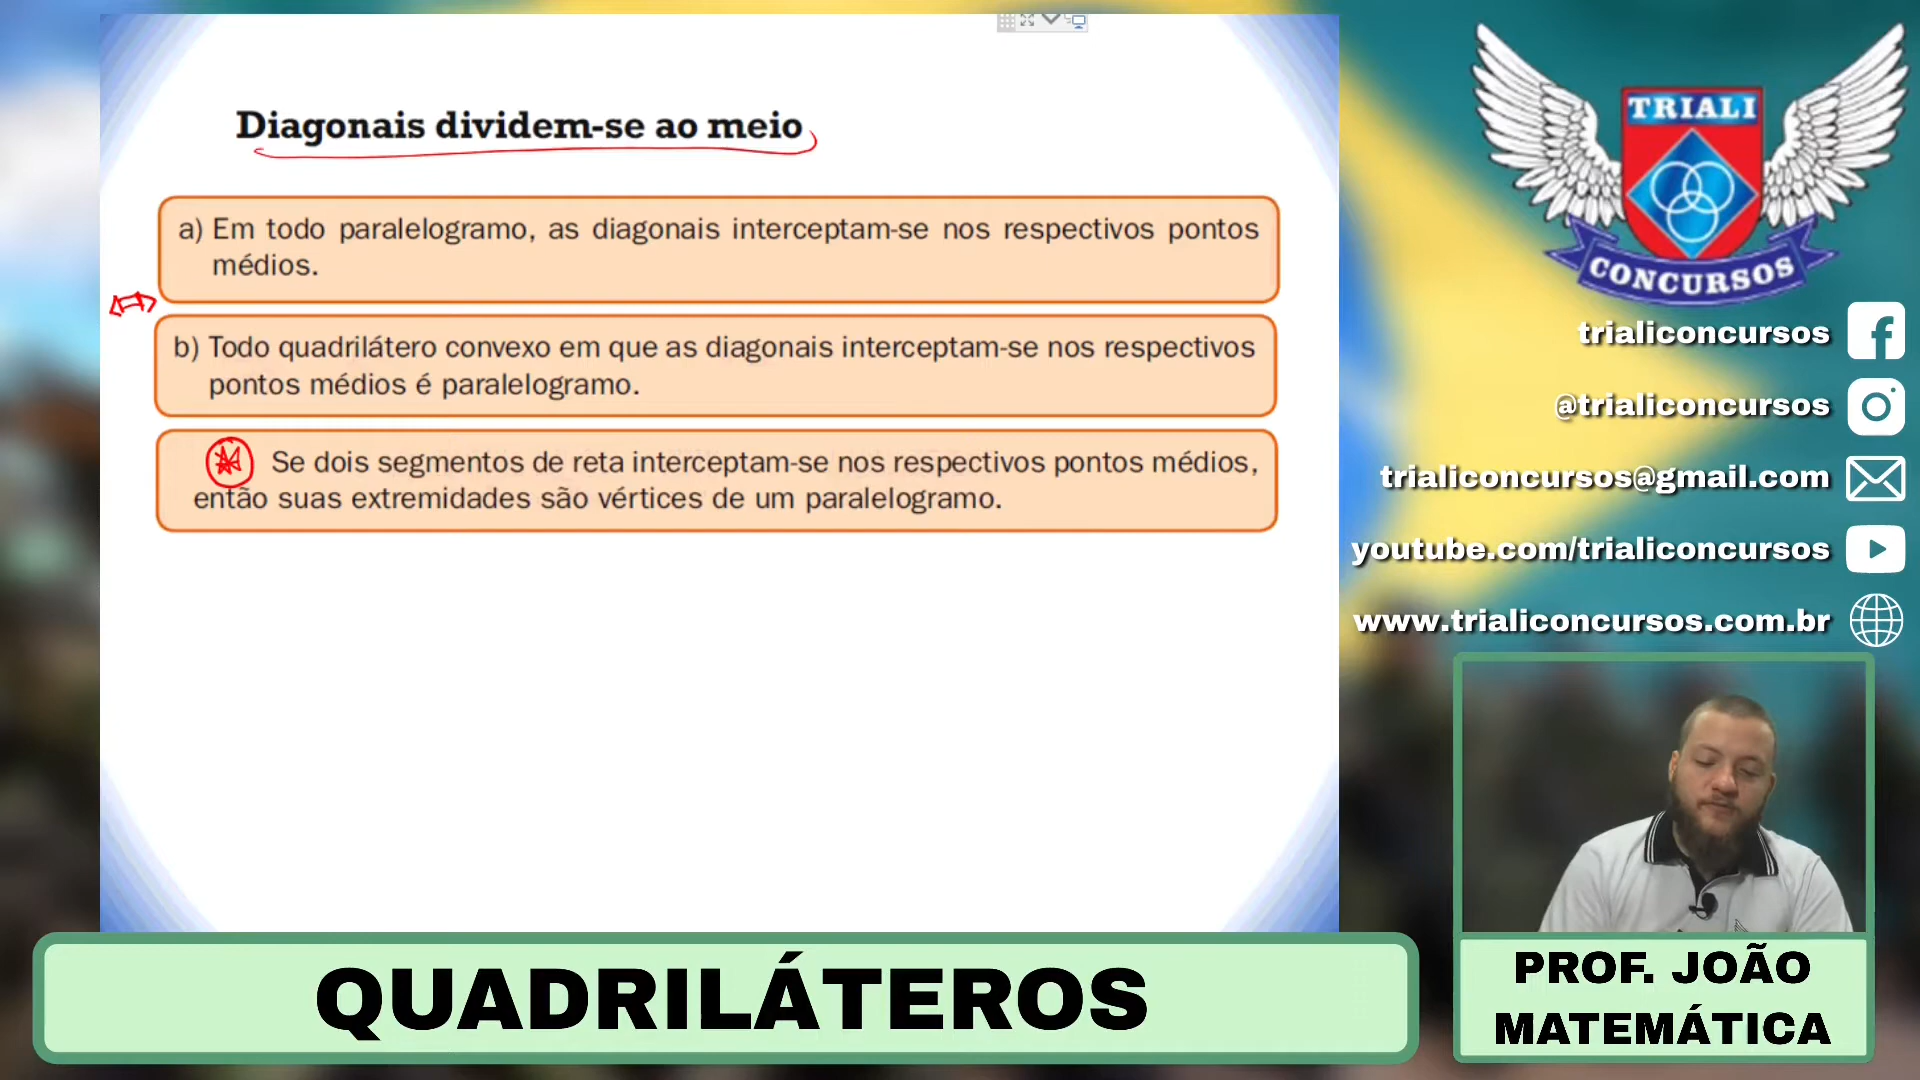 Diagonais dividem-se ao meio
a) Em todo paralelogramo, as diagonais interceptam-se nos respectivos pontos
médios.
b) Todo quadrilátero convexo em que as diagonais interceptam-se nos respectivos
pontos médios é paralelogramo.
Se dois segmentos de reta interceptam-se nos respectivos pontos médios,
então suas extremidades são vértices de um paralelogramo.
TRIALI
CONCURSOS
trialiconcursos
@trialiconcursos
trialiconcursos@gmail.com
youtube.com/trialiconcursos
www.trialiconcursos.com.br
QUADRILÁTEROS
PROF. JOÃO
MATEMÁTICA